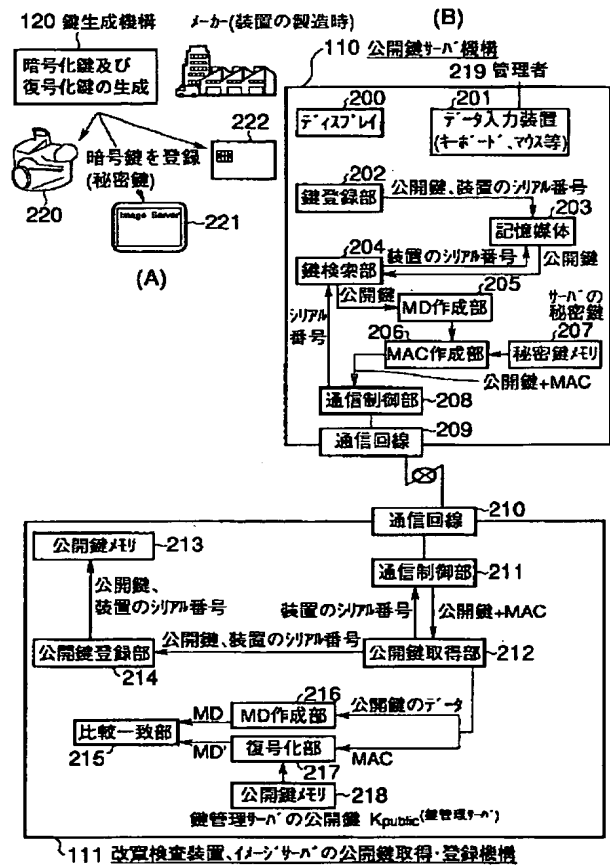 120 鍵生成機構
暗号化鍵及び
復号化鍵の生成
メーカー(装置の製造時)
暗号鍵を登録
(秘密鍵)
220
222
Image Server
221
(A)
(B)
110 公開鍵サーバ機構
219 管理者
200
ディスプレイ
201
データ入力装置
(キーボード、マウス等)
202
鍵登録部
公開鍵、装置のシリアル番号
203
記憶媒体
204
鍵検索部
装置のシリアル番号
公開鍵
公開鍵
205
MD作成部
シリアル
番号
206
MAC作成部
サーバの
秘密鍵
207
秘密鍵メモリ
公開鍵+MAC
通信制御部
208
209
通信回線
210
通信回線
公開鍵メモリ
213
通信制御部
211
公開鍵、
装置のシリアル番号
装置のシリアル番号
公開鍵+MAC
公開鍵登録部
214
公開鍵、装置のシリアル番号
公開鍵取得部
212
216
MD作成部
MD
公開鍵のデータ
比較一致部
215
MD'
復号化部
217
MAC
公開鍵メモリ
218
鍵管理サーバの公開鍵 Kpublic(鍵管理サーバ)
111 改竄検査装置、イメージサーバの公開鍵取得・登録機構